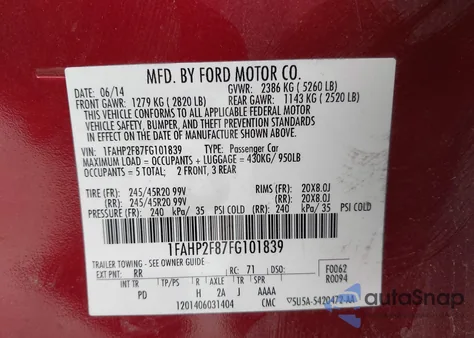 MFD. BY FORD MOTOR CO.
DATE: 06/14 GVWR: 2386 KG ( 5260 LB)
FRONT GAWR: 1279 KG ( 2820 LB) REAR GAWR: 1143 KG ( 2520 LB)
THIS VEHICLE CONFORMS TO ALL APPLICABLE FEDERAL MOTOR
VEHICLE SAFETY, BUMPER, AND THEFT PREVENTION STANDARDS IN
EFFECT ON THE DATE OF MANUFACTURE SHOWN ABOVE.
VIN: 1FAHP2F87FG101839 TYPE: Passenger Car
MAXIMUM LOAD = OCCUPANTS + LUGGAGE = 430KG/ 950LB
OCCUPANTS = 5 TOTAL; 2 FRONT, 3 REAR
TIRE (FR): 245/45R20 99V RIMS (FR): 20X8.0J
(RR): 245/45R20 99V (RR): 20X8.0J
PRESSURE (FR): 240 kPa/ 35 PSI COLD (RR): 240 kPa/ 35 PSI COLD
1FAHP2F87FG101839
TRAILER TOWING - SEE OWNER GUIDE
EXT PNT: RR RC: 71 DSO: F0062
INT TR H 2A J AAAA R0094
PD
1201406031404 CMC 5U5A-5420472-AA
autoSnap